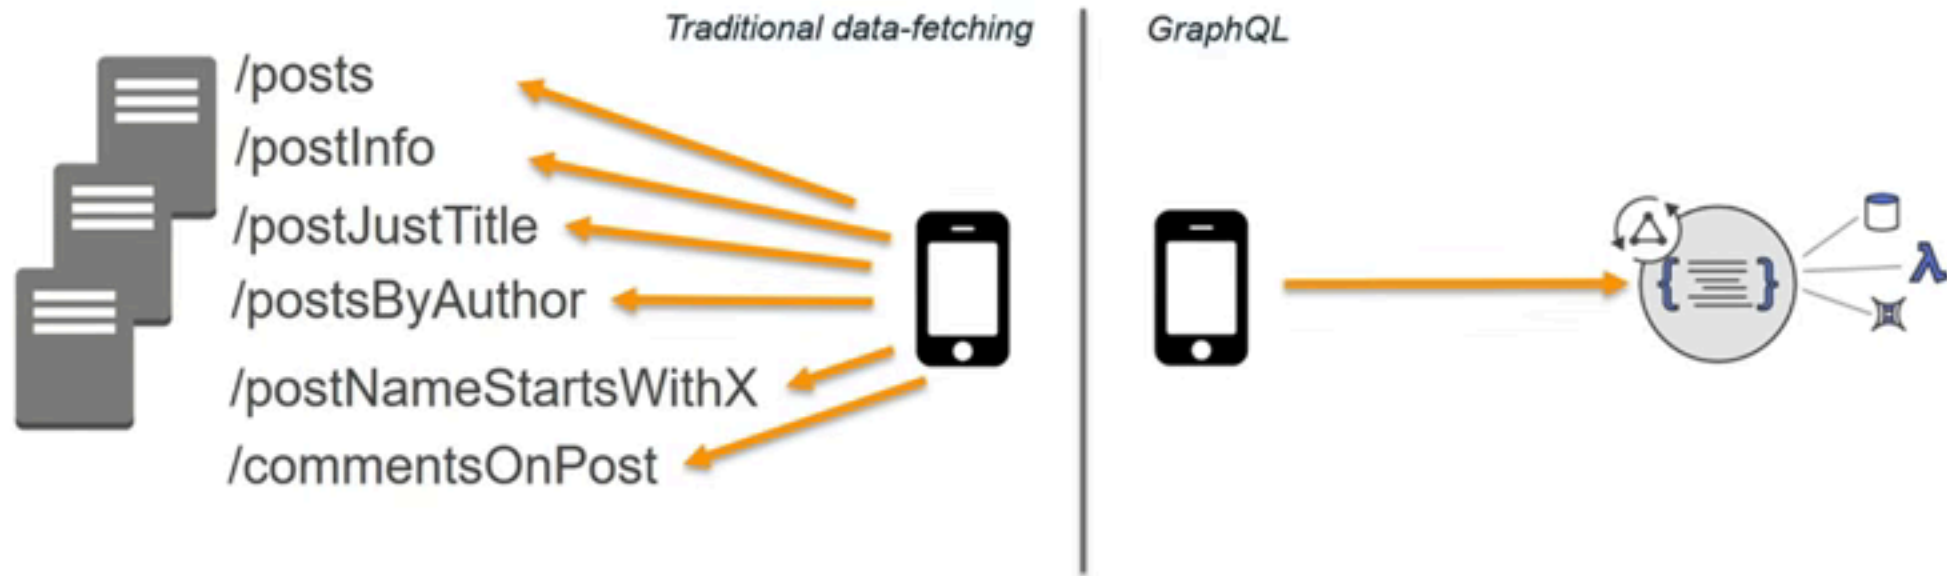 Traditional data-fetching
/posts
/postInfo
/postJustTitle
/postsByAuthor
/postNameStartsWithX
/commentsOnPost
GraphQL
{ }
λ